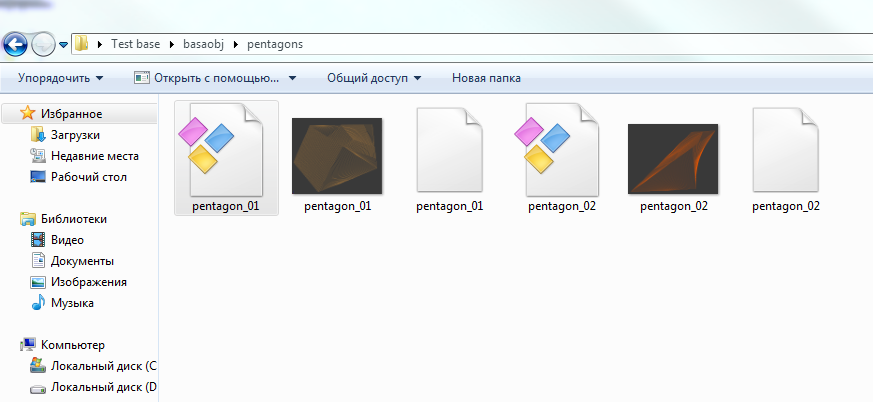 Test base basaobj pentagons
Упорядочить Открыть с помощью... Общий доступ Новая папка
Избранное
Загрузки
Недавние места
Рабочий стол
Библиотеки
Видео
Документы
Изображения
Музыка
Компьютер
Локальный диск (C
Локальный диск (D
pentagon_01 pentagon_01 pentagon_01 pentagon_02 pentagon_02 pentagon_02